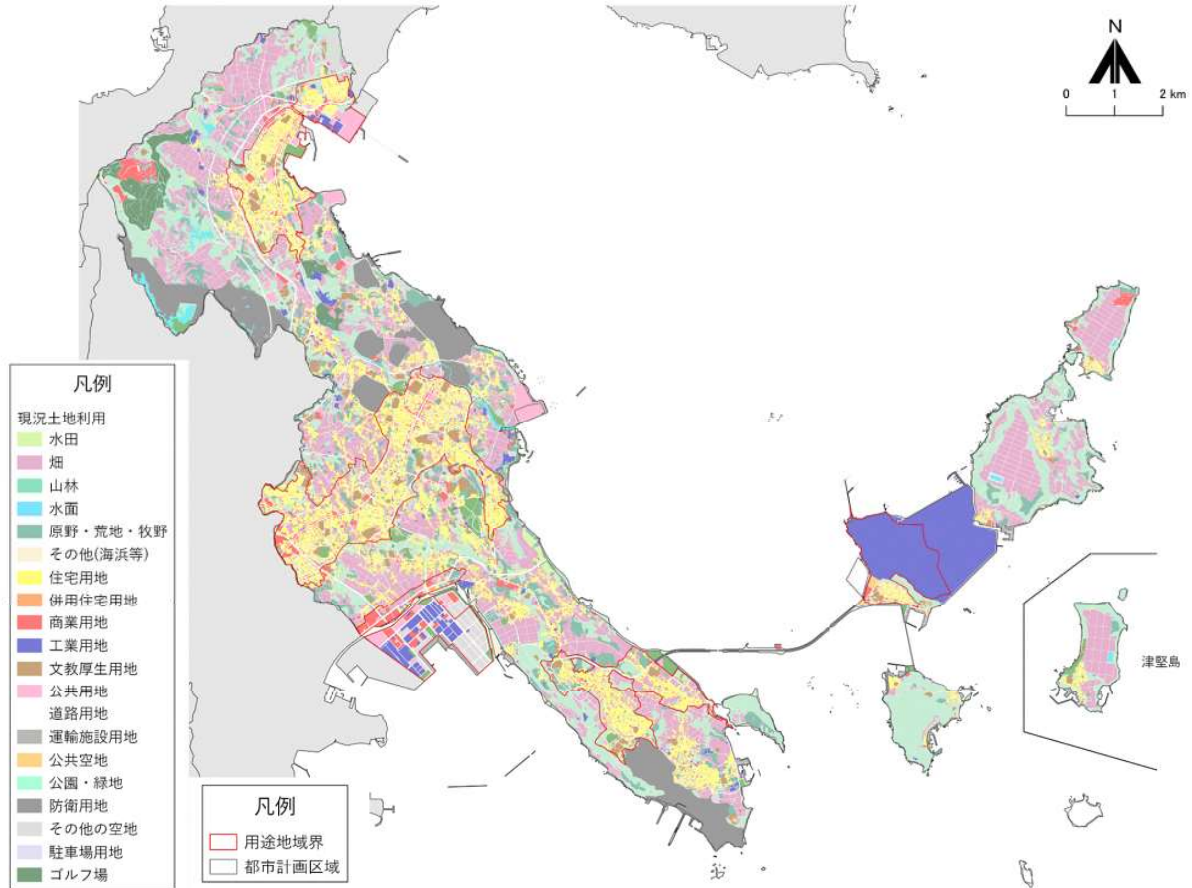 N
0 1 2 km
凡例
現況土地利用
水田
畑
山林
水面
原野・荒地・牧野
その他(海浜等)
住宅用地
併用住宅用地
商業用地
工業用地
文教厚生用地
公共用地
道路用地
運輸施設用地
公共空地
公園・緑地
防衛用地
その他の空地
駐車場用地
ゴルフ場
凡例
用途地域界
都市計画区域
津堅島